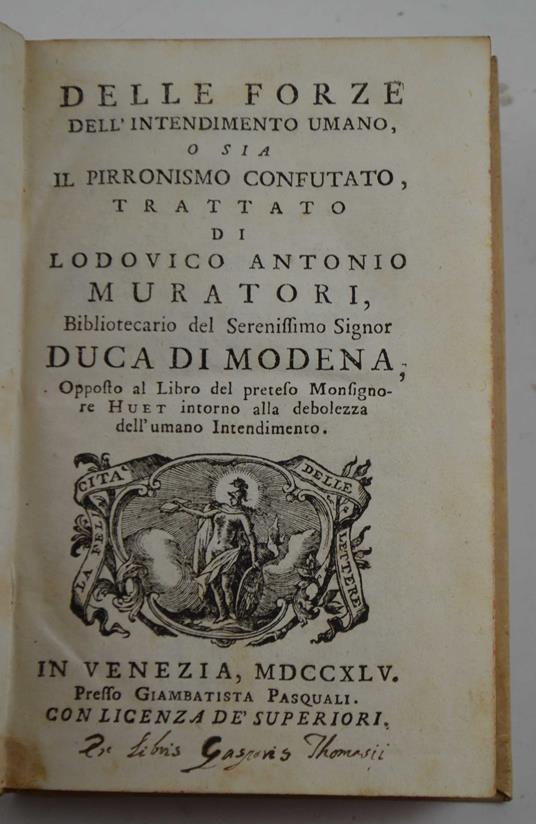 DELLE FORZE
DELL'INTENDIMENTO UMANO,
O SIA
IL PIRRONISMO CONFUTATO,
TRATTATO
DI
LODOVICO ANTONIO
MURATORI,
Bibliotecario del Sereniſſimo Signor
DUCA DI MODENA,
Oppoſto al Libro del preteſo Monſigno-
re HUET intorno alla debolezza
dell'umano Intendimento.
LA FELICITA' DELLE LETTERE
IN VENEZIA, MDCCXLV.
Preſſo GIAMBATISTA PASQUALI.
CON LICENZA DE' SUPERIORI.
Ex Libris Gasparis Thomasii